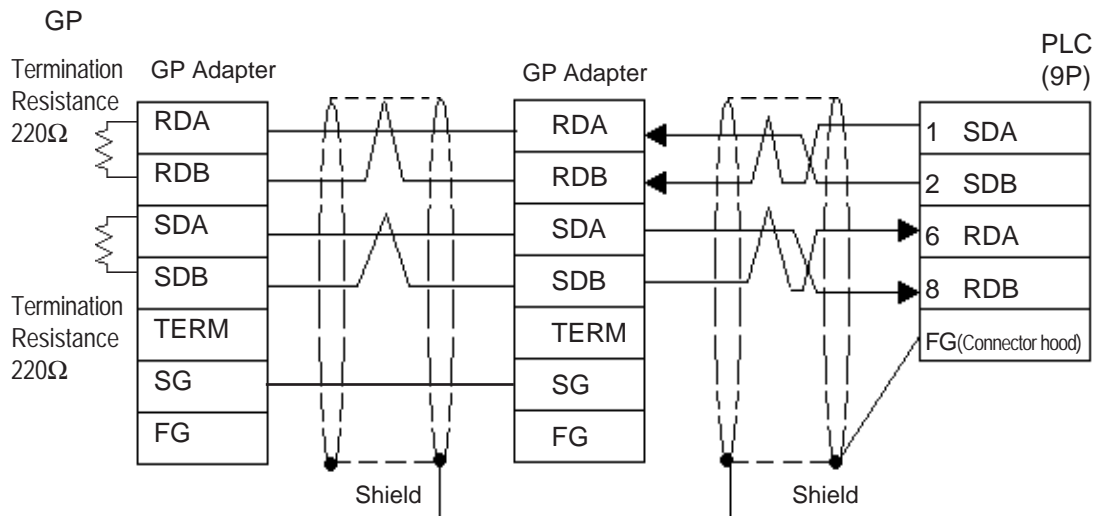 GP
Termination
Resistance
220Ω
GP Adapter
RDA
RDB
SDA
SDB
TERM
SG
FG
Termination
Resistance
220Ω
Shield
GP Adapter
RDA
RDB
SDA
SDB
TERM
SG
FG
Shield
PLC
(9P)
1 SDA
2 SDB
6 RDA
8 RDB
FG(Connector hood)